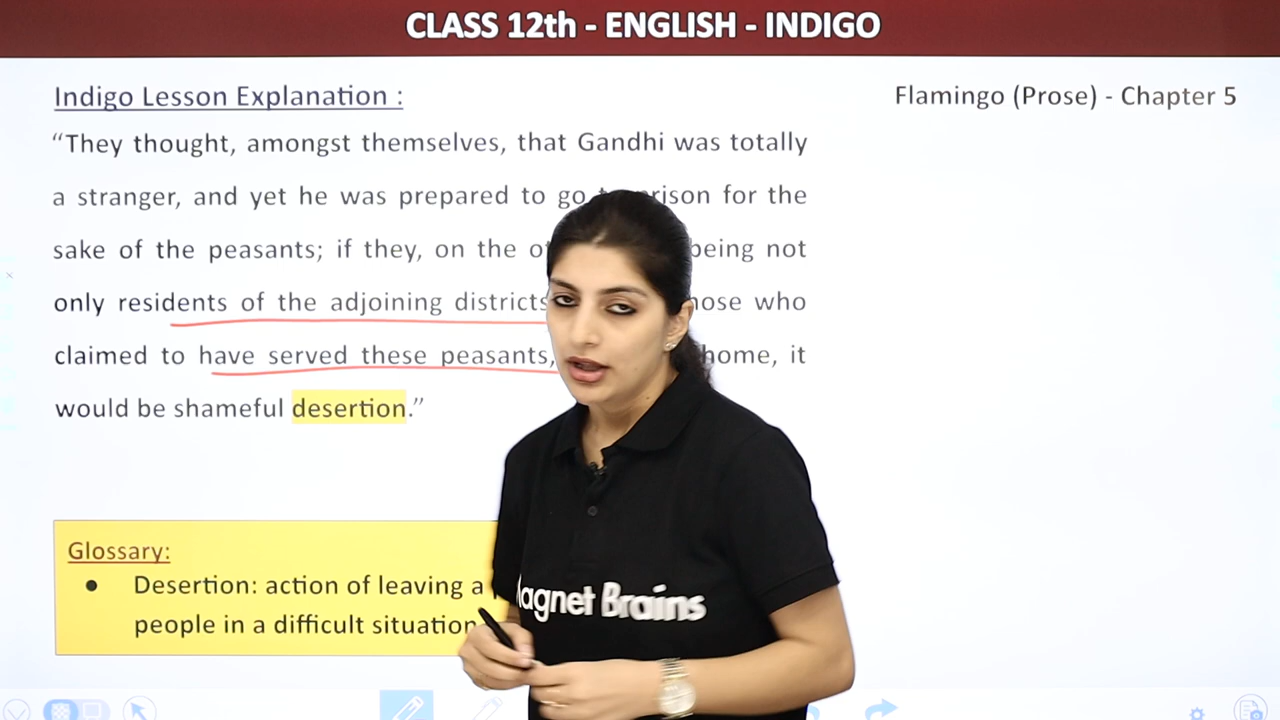 CLASS 12th - ENGLISH - INDIGO
Indigo Lesson Explanation :
Flamingo (Prose) - Chapter 5
“They thought, amongst themselves, that Gandhi was totally
a stranger, and yet he was prepared to go prison for the
sake of the peasants; if they, on the being not
only residents of the adjoining districts who
claimed to have served these peasants, home, it
would be shameful desertion.”
Glossary:
● Desertion: action of leaving a
people in a difficult situation
agnet Brains